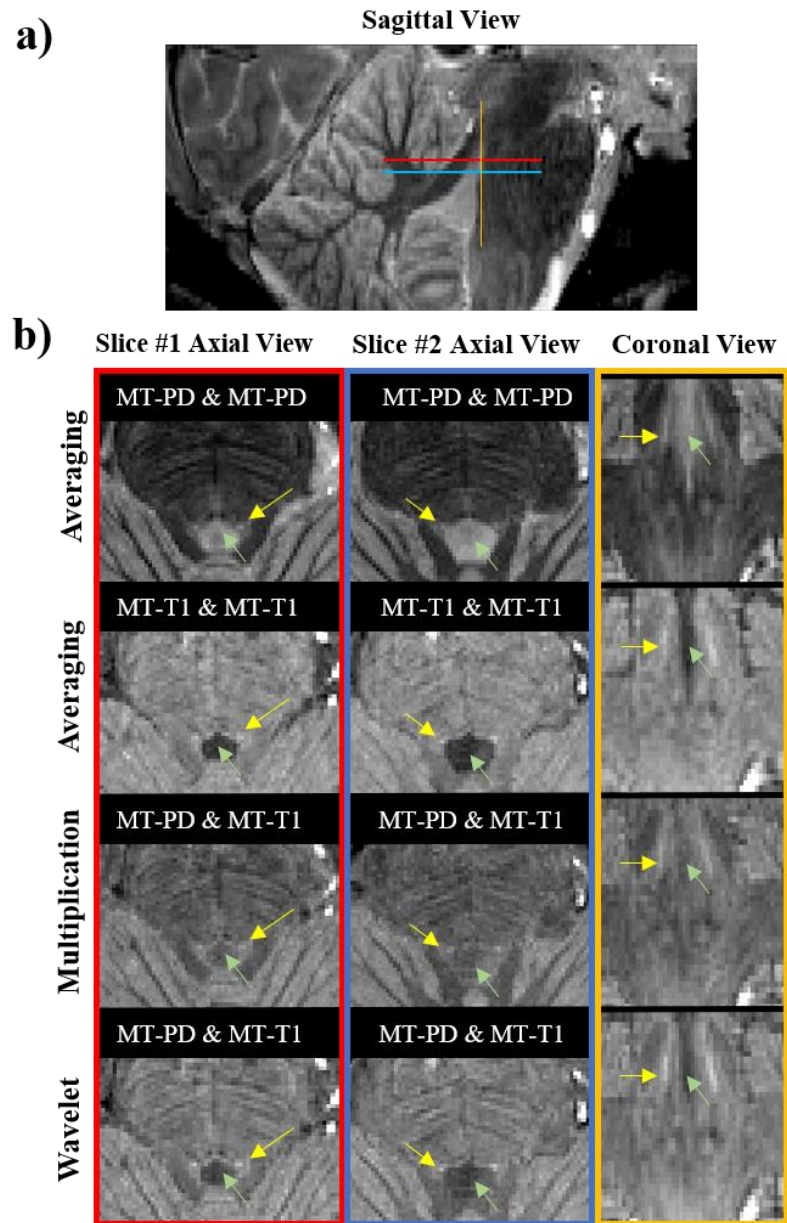 a)
Sagittal View
b)
Slice #1 Axial View
Slice #2 Axial View
Coronal View
Averaging
MT-PD & MT-PD
MT-PD & MT-PD
Averaging
MT-T1 & MT-T1
MT-T1 & MT-T1
Multiplication
MT-PD & MT-T1
MT-PD & MT-T1
Wavelet
MT-PD & MT-T1
MT-PD & MT-T1